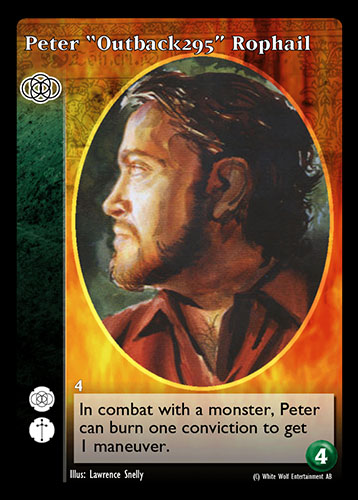 Peter "Outback295" Rophail
4
In combat with a monster, Peter
can burn one conviction to get
1 maneuver.
4
Illus: Lawrence Snelly
(C) White Wolf Entertainment AB